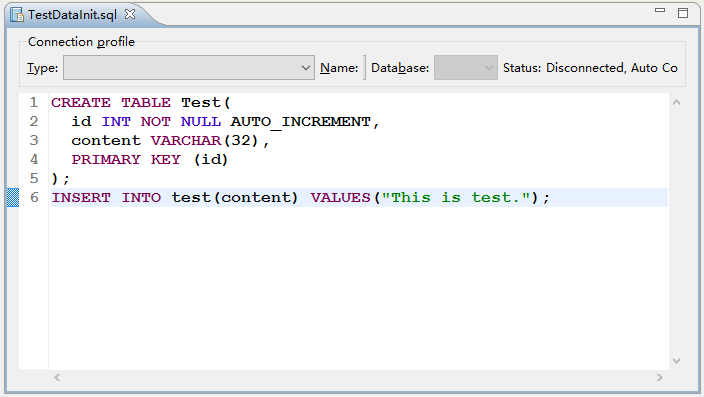 TestDataInit.sql
Connection profile
Type: Name: Database: Status: Disconnected, Auto Co
1 CREATE TABLE Test(
2 id INT NOT NULL AUTO_INCREMENT,
3 content VARCHAR(32),
4 PRIMARY KEY (id)
5 );
6 INSERT INTO test(content) VALUES("This is test.");